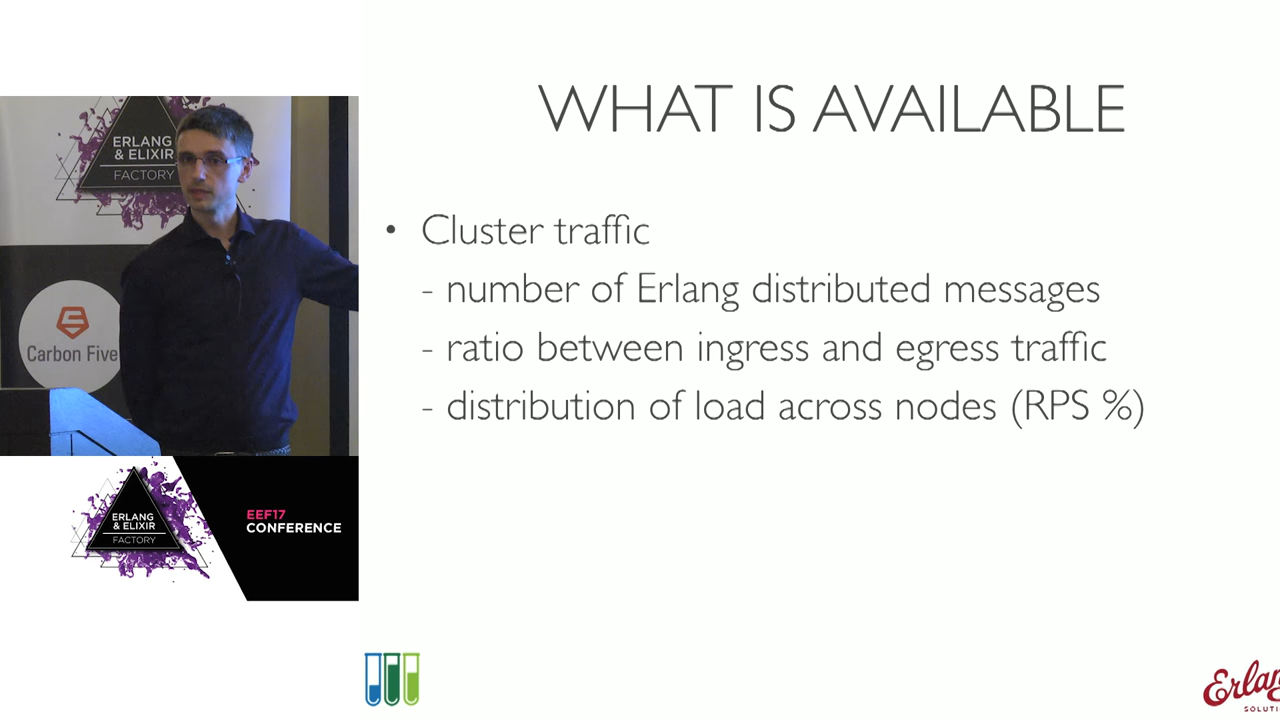 WHAT IS AVAILABLE
• Cluster traffic
- number of Erlang distributed messages
- ratio between ingress and egress traffic
- distribution of load across nodes (RPS %)
ERLANG
& ELIXIR
FACTORY
Carbon Five
ERLANG
& ELIXIR
FACTORY
EEF17
CONFERENCE